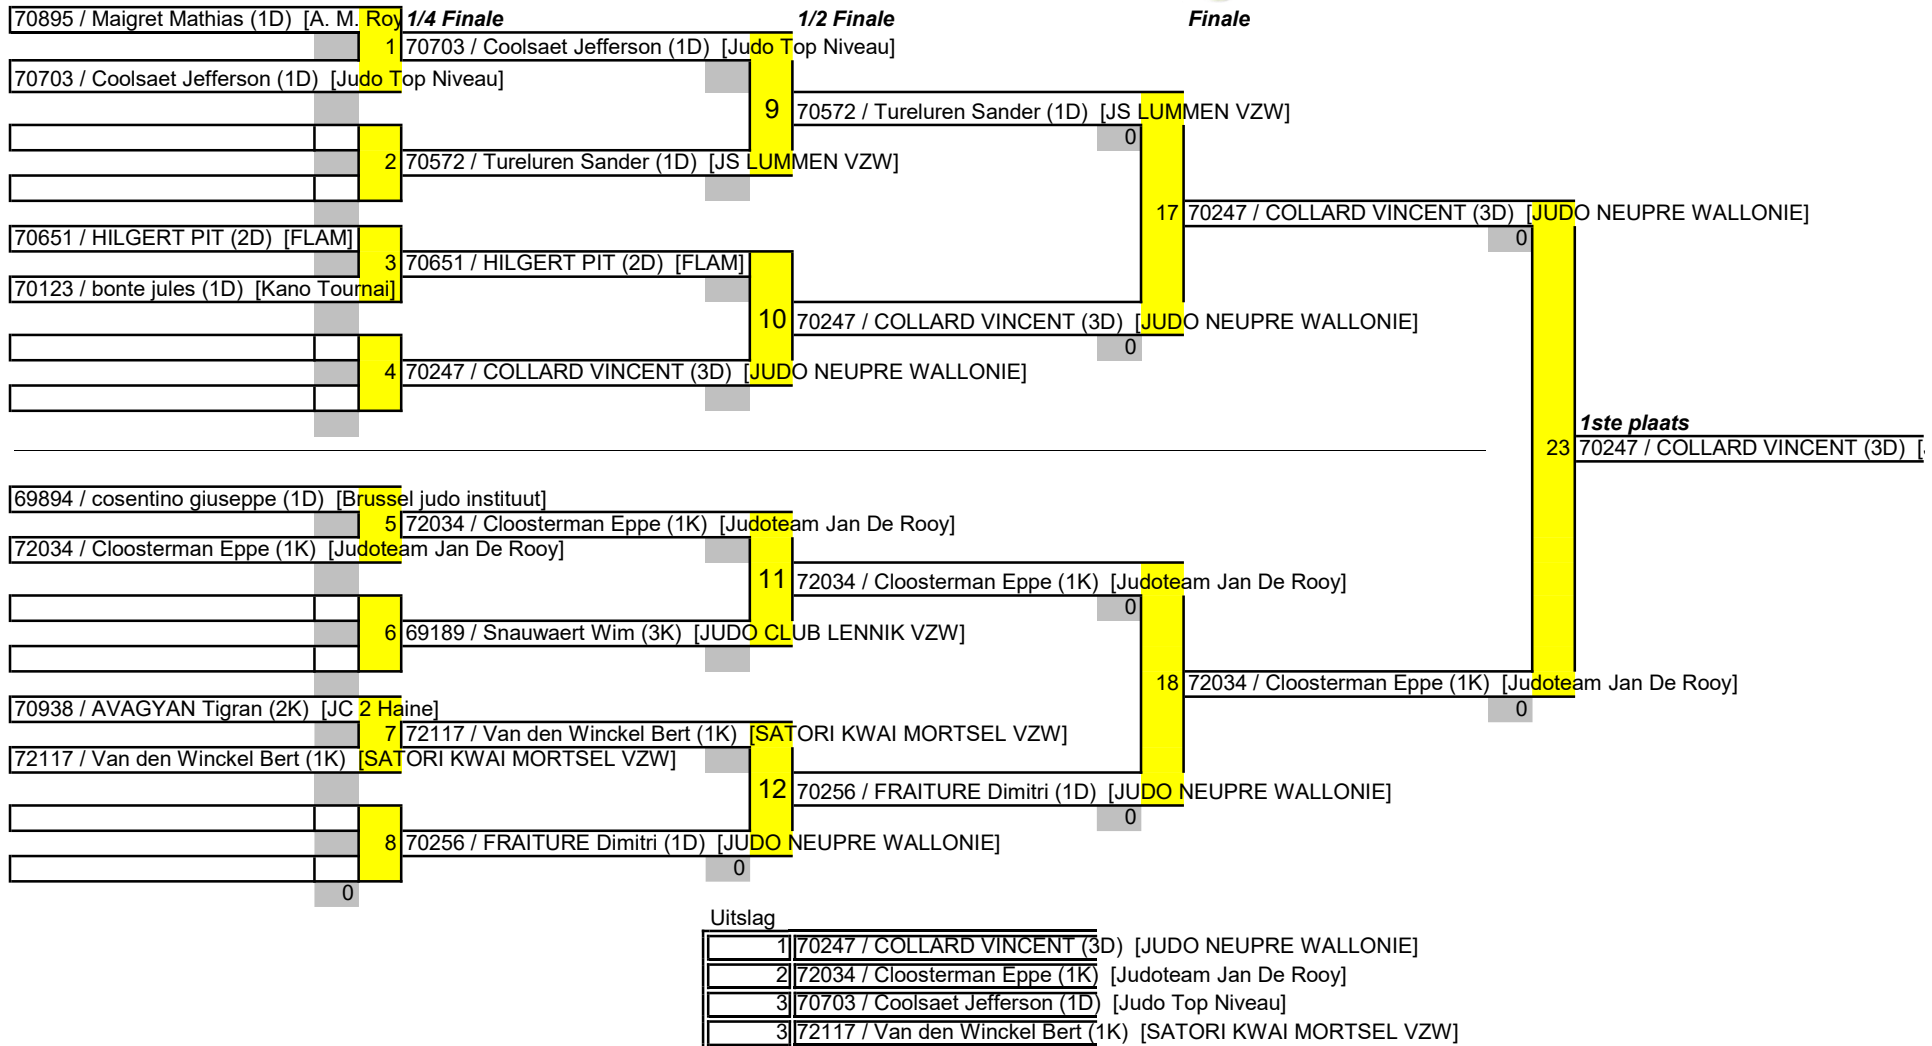 70895 / Maigret Mathias (1D) [A. M. Roy 1/4 Finale 1/2 Finale Finale
1 70703 / Coolsaet Jefferson (1D) [Judo Top Niveau]
70703 / Coolsaet Jefferson (1D) [Judo Top Niveau]
9 70572 / Tureluren Sander (1D) [JS LUMMEN VZW]
0
2 70572 / Tureluren Sander (1D) [JS LUMMEN VZW]
17 70247 / COLLARD VINCENT (3D) [JUDO NEUPRE WALLONIE]
70651 / HILGERT PIT (2D) [FLAM]
0
3 70651 / HILGERT PIT (2D) [FLAM]
70123 / bonte jules (1D) [Kano Tournai]
10 70247 / COLLARD VINCENT (3D) [JUDO NEUPRE WALLONIE]
0
4 70247 / COLLARD VINCENT (3D) [JUDO NEUPRE WALLONIE]
1ste plaats
23 70247 / COLLARD VINCENT (3D) [
69894 / cosentino giuseppe (1D) [Brussel judo instituut]
5 72034 / Cloosterman Eppe (1K) [Judoteam Jan De Rooy]
72034 / Cloosterman Eppe (1K) [Judoteam Jan De Rooy]
11 72034 / Cloosterman Eppe (1K) [Judoteam Jan De Rooy]
0
6 69189 / Snauwaert Wim (3K) [JUDO CLUB LENNIK VZW]
18 72034 / Cloosterman Eppe (1K) [Judoteam Jan De Rooy]
70938 / AVAGYAN Tigran (2K) [JC 2 Haine]
0
7 72117 / Van den Winckel Bert (1K) [SATORI KWAI MORTSEL VZW]
72117 / Van den Winckel Bert (1K) [SATORI KWAI MORTSEL VZW]
12 70256 / FRAITURE Dimitri (1D) [JUDO NEUPRE WALLONIE]
0
8 70256 / FRAITURE Dimitri (1D) [JUDO NEUPRE WALLONIE]
0
0
Uitslag
1 70247 / COLLARD VINCENT (3D) [JUDO NEUPRE WALLONIE]
2 72034 / Cloosterman Eppe (1K) [Judoteam Jan De Rooy]
3 70703 / Coolsaet Jefferson (1D) [Judo Top Niveau]
3 72117 / Van den Winckel Bert (1K) [SATORI KWAI MORTSEL VZW]